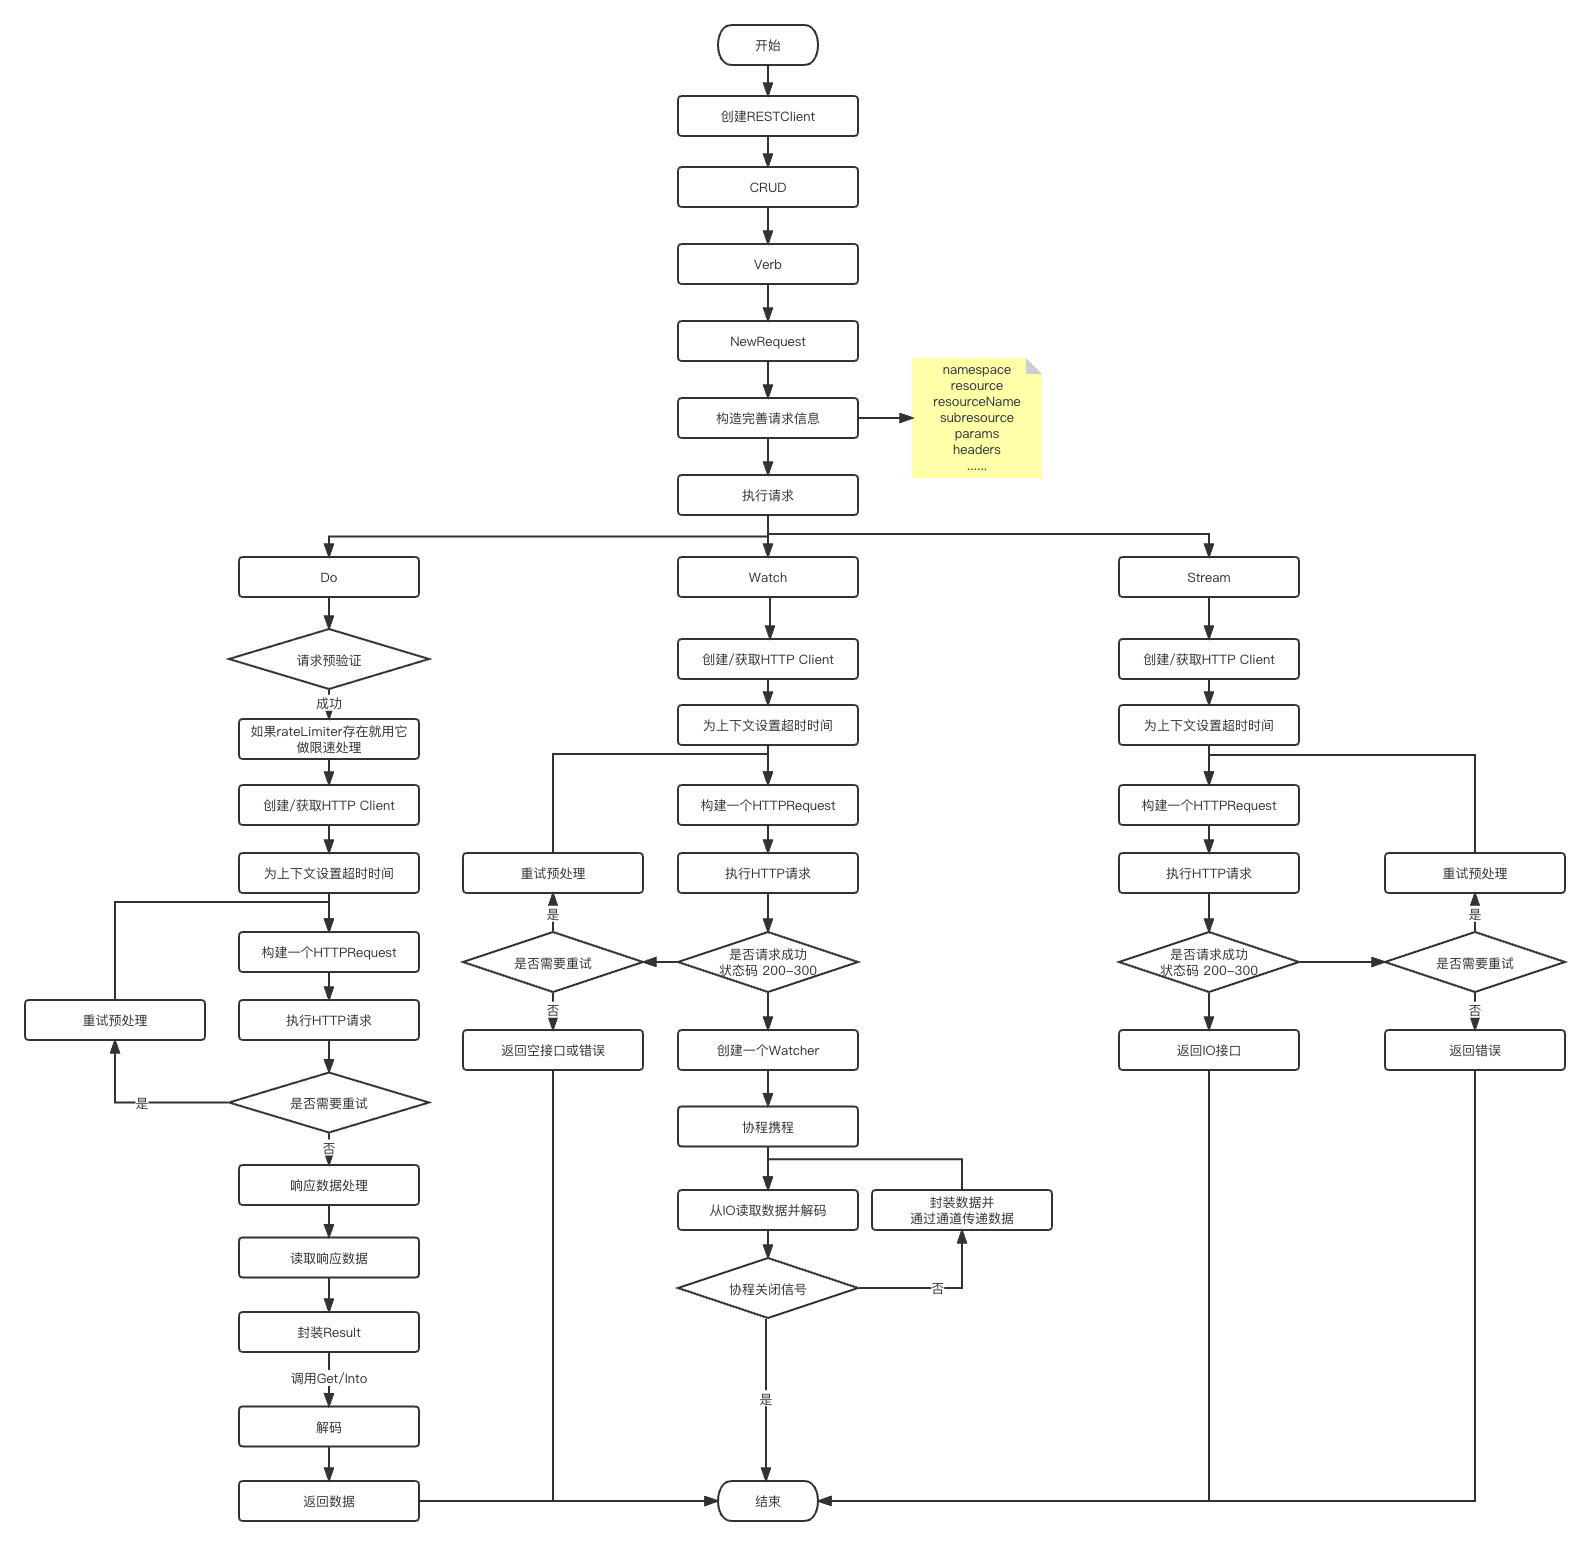 开始
创建RESTClient
CRUD
Verb
NewRequest
构造完善请求信息
namespace
resource
resourceName
subresource
params
headers
......
执行请求
Do
请求预验证
成功
如果rateLimiter存在就用它
做限速处理
创建/获取HTTP Client
为上下文设置超时时间
构建一个HTTPRequest
执行HTTP请求
重试预处理
是否需要重试
是
否
响应数据处理
读取响应数据
封装Result
调用Get/Into
解码
返回数据
Watch
创建/获取HTTP Client
为上下文设置超时时间
构建一个HTTPRequest
执行HTTP请求
重试预处理
是
是否请求成功
状态码 200-300
是否需要重试
否
返回空接口或错误
创建一个Watcher
协程携程
从IO读取数据并解码
封装数据并
通过通道传递数据
协程关闭信号
否
是
Stream
创建/获取HTTP Client
为上下文设置超时时间
构建一个HTTPRequest
执行HTTP请求
重试预处理
是
是否请求成功
状态码 200-300
是否需要重试
否
返回IO接口
返回错误
结束